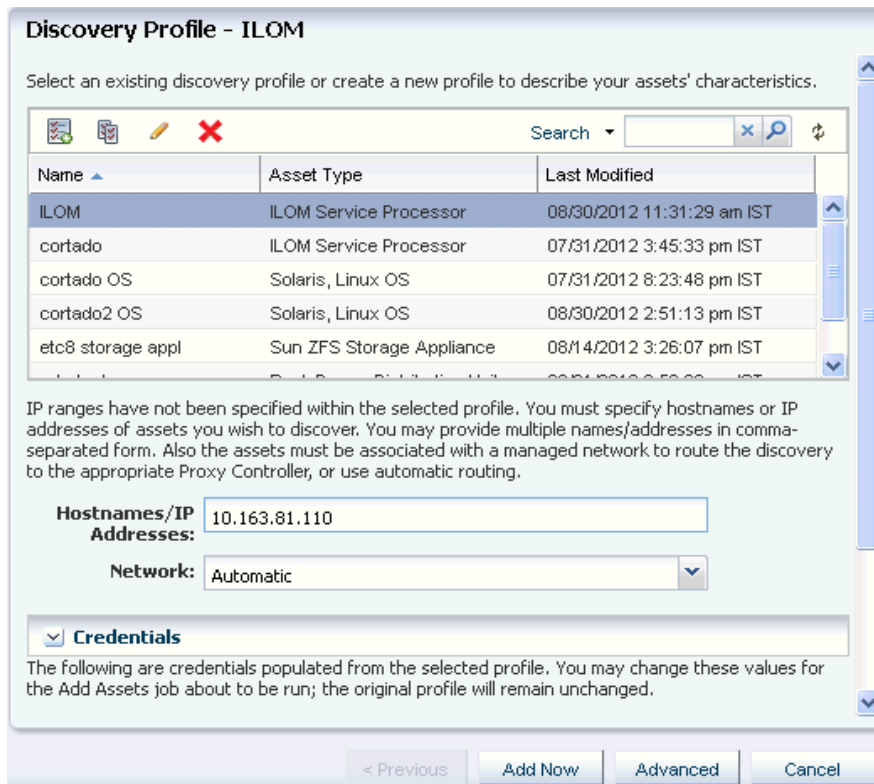 Discovery Profile - ILOM
Select an existing discovery profile or create a new profile to describe your assets' characteristics.
Search
Name Asset Type Last Modified
ILOM ILOM Service Processor 08/30/2012 11:31:29 am IST
cortado ILOM Service Processor 07/31/2012 3:45:33 pm IST
cortado OS Solaris, Linux OS 07/31/2012 8:23:48 pm IST
cortado2 OS Solaris, Linux OS 08/30/2012 2:51:13 pm IST
etc8 storage appl Sun ZFS Storage Appliance 08/14/2012 3:26:07 pm IST
IP ranges have not been specified within the selected profile. You must specify hostnames or IP
addresses of assets you wish to discover. You may provide multiple names/addresses in comma-
separated form. Also the assets must be associated with a managed network to route the discovery
to the appropriate Proxy Controller, or use automatic routing.
Hostnames/IP
Addresses: 10.163.81.110
Network: Automatic
Credentials
The following are credentials populated from the selected profile. You may change these values for
the Add Assets job about to be run; the original profile will remain unchanged.
< Previous Add Now Advanced Cancel